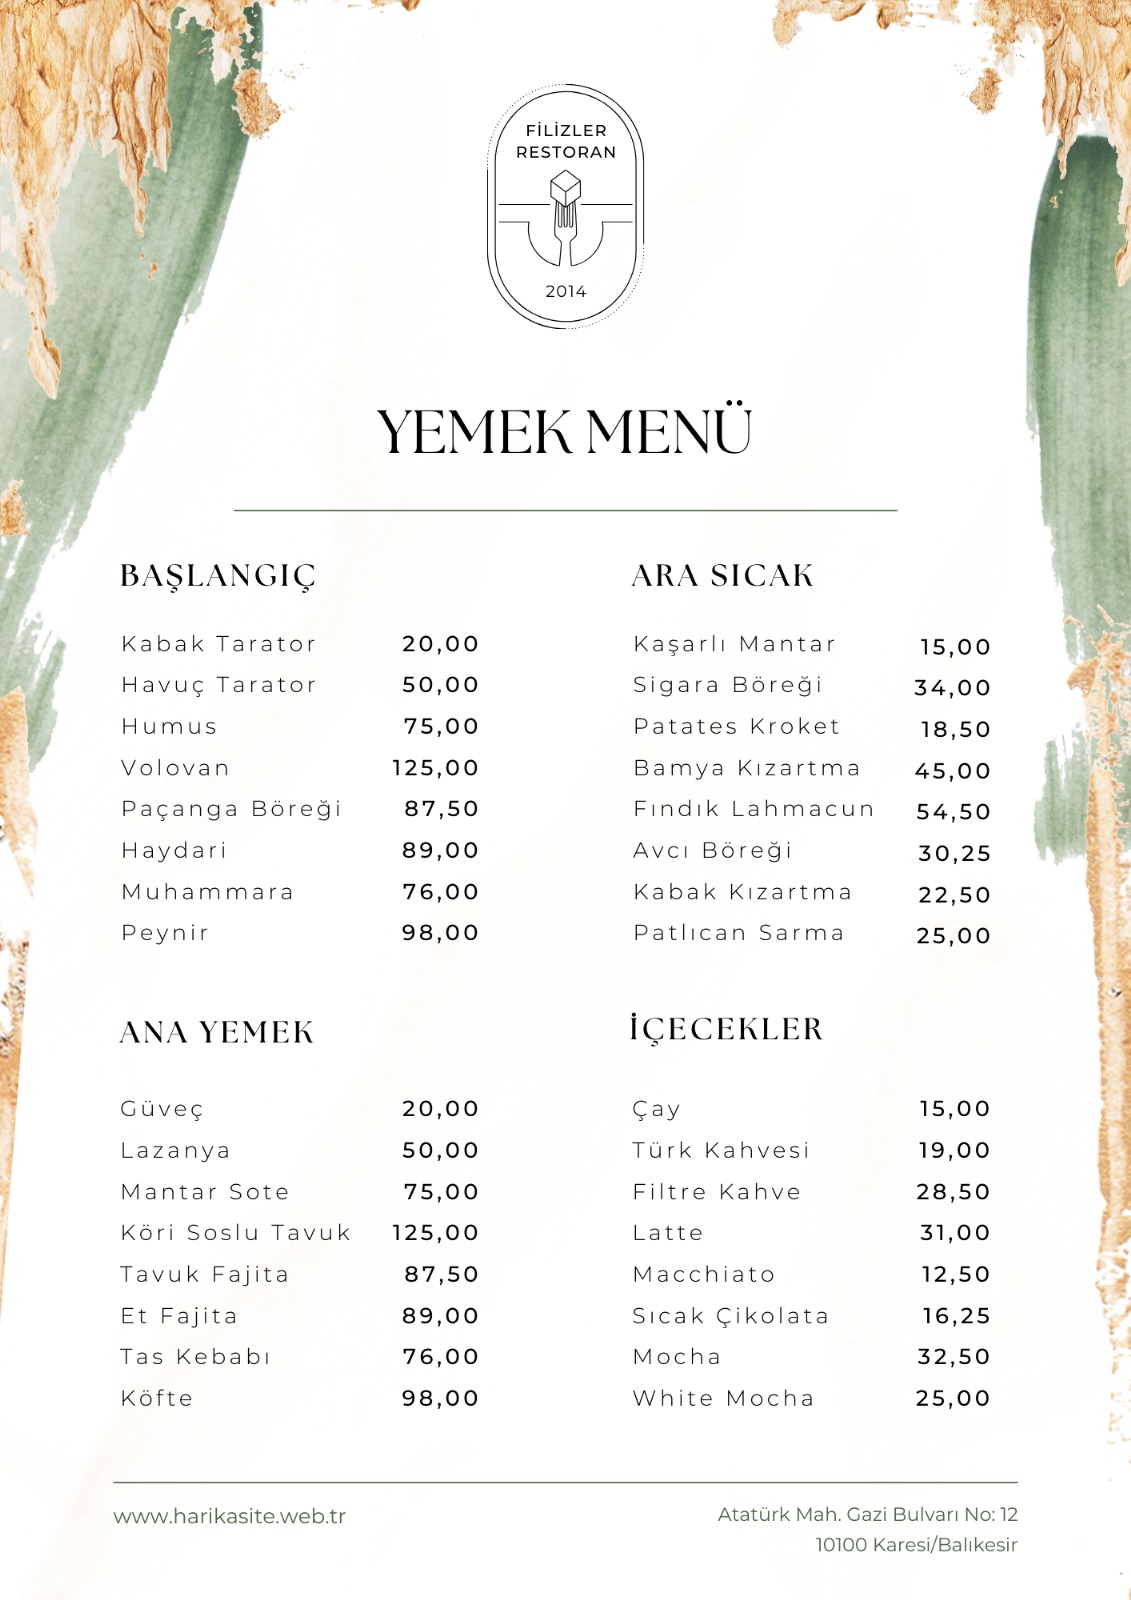 FİLİZLER
RESTORAN
2014
YEMEK MENÜ
BAŞLANGIÇ
Kabak Tarator 20,00
Havuç Tarator 50,00
Humus 75,00
Volovan 125,00
Paçanga Böreği 87,50
Haydari 89,00
Muhammara 76,00
Peynir 98,00
ARA SICAK
Kaşarlı Mantar 15,00
Sigara Böreği 34,00
Patates Kroket 18,50
Bamya Kızartma 45,00
Fındık Lahmacun 54,50
Avcı Böreği 30,25
Kabak Kızartma 22,50
Patlıcan Sarma 25,00
ANA YEMEK
Güveç 20,00
Lazanya 50,00
Mantar Sote 75,00
Köri Soslu Tavuk 125,00
Tavuk Fajita 87,50
Et Fajita 89,00
Tas Kebabı 76,00
Köfte 98,00
İÇECEKLER
Çay 15,00
Türk Kahvesi 19,00
Filtre Kahve 28,50
Latte 31,00
Macchiato 12,50
Sıcak Çikolata 16,25
Mocha 32,50
White Mocha 25,00
www.harikasite.web.tr
Atatürk Mah. Gazi Bulvarı No: 12
10100 Karesi/Balıkesir